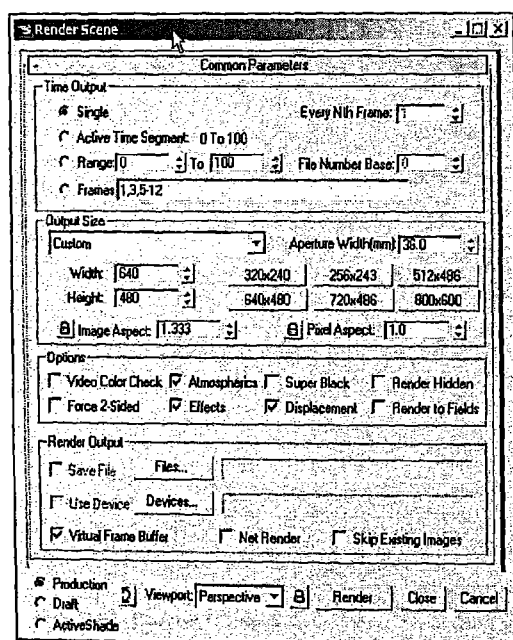 Render Scene
Common Parameters
Time Output
Single Every Nth Frame: 1
Active Time Segment: 0 To 100
Range: 0 To 100 File Number Base: 0
Frames 1,3,5-12
Output Size
Custom Aperture Width(mm): 36.0
Width: 640 320x240 256x243 512x486
Height: 480 640x480 720x486 800x600
Image Aspect: 1.333 Pixel Aspect: 1.0
Options
Video Color Check Atmospherics Super Black Render Hidden
Force 2-Sided Effects Displacement Render to Fields
Render Output
Save File Files...
Use Device Devices...
Virtual Frame Buffer Net Render Skip Existing Images
Production
Draft
ActiveShade
Viewport: Perspective Render Close Cancel